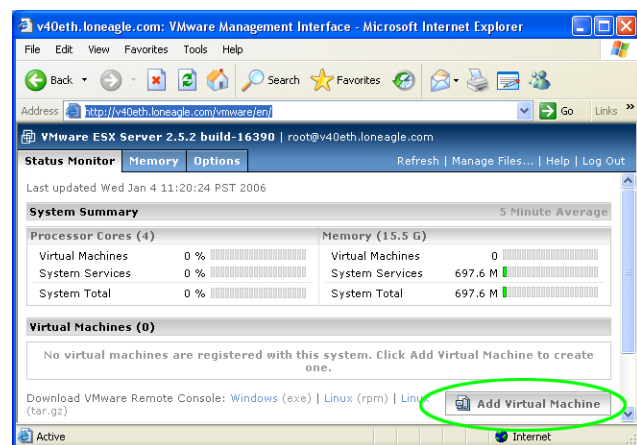 v40eth.loneagle.com: VMware Management Interface - Microsoft Internet Explorer
File Edit View Favorites Tools Help
Back Search Favorites
Address http://v40eth.loneagle.com/vmware/en/ Go Links »
VMware ESX Server 2.5.2 build-16390 | root@v40eth.loneagle.com
Status Monitor Memory Options Refresh | Manage Files... | Help | Log Out
Last updated Wed Jan 4 11:20:24 PST 2006
System Summary 5 Minute Average
Processor Cores (4) Memory (15.5 G)
Virtual Machines 0 % Virtual Machines 0
System Services 0 % System Services 697.6 M
System Total 0 % System Total 697.6 M
Virtual Machines (0)
No virtual machines are registered with this system. Click Add Virtual Machine to create
one.
Download VMware Remote Console: Windows (exe) | Linux (rpm) | Linux
(tar.gz)
Add Virtual Machine
Active Internet